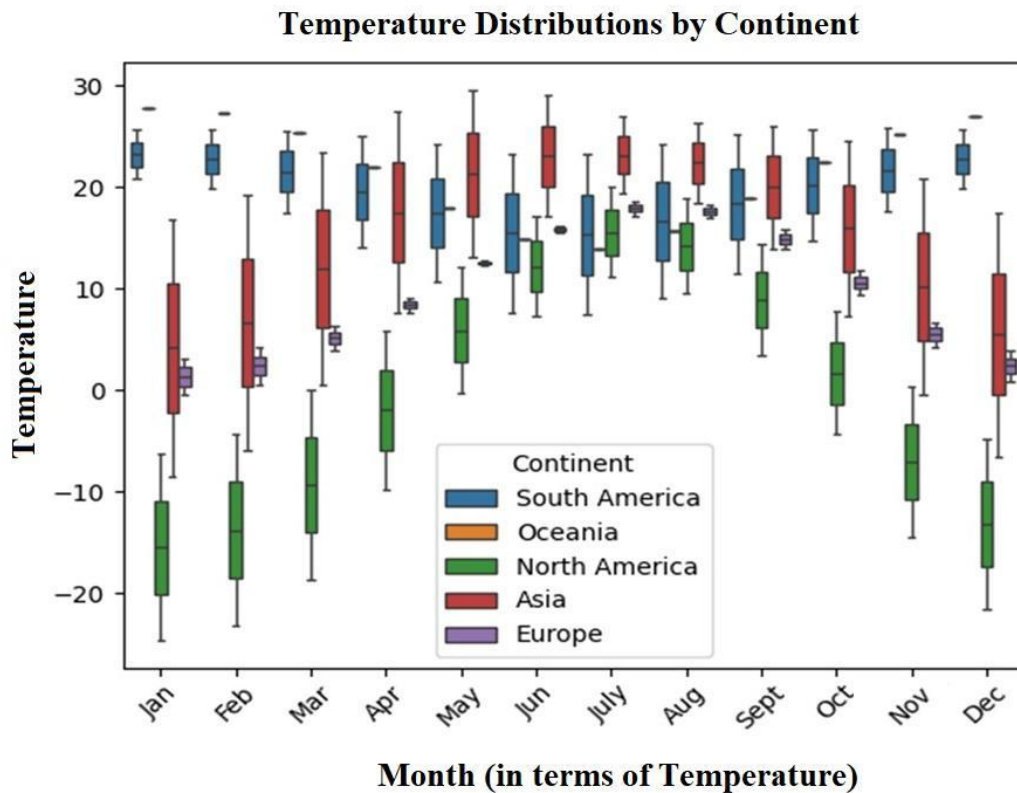 Temperature Distributions by Continent
Temperature
30
20
10
0
−10
−20
Continent
South America
Oceania
North America
Asia
Europe
Jan
Feb
Mar
Apr
May
Jun
July
Aug
Sept
Oct
Nov
Dec
Month (in terms of Temperature)